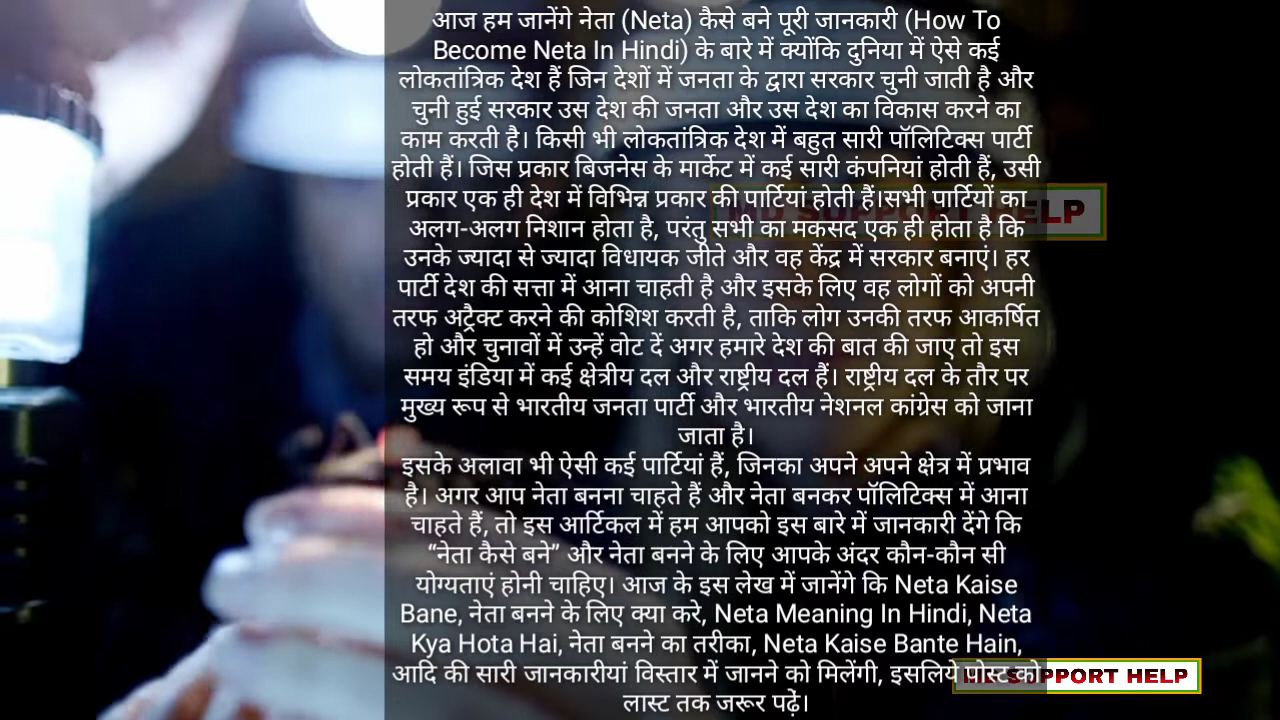 आज हम जानेंगे नेता (Neta) कैसे बने पूरी जानकारी (How To
Become Neta In Hindi) के बारे में क्योंकि दुनिया में ऐसे कई
लोकतांत्रिक देश हैं जिन देशों में जनता के द्वारा सरकार चुनी जाती है और
चुनी हुई सरकार उस देश की जनता और उस देश का विकास करने का
काम करती है। किसी भी लोकतांत्रिक देश में बहुत सारी पॉलिटिक्स पार्टी
होती हैं। जिस प्रकार बिजनेस के मार्केट में कई सारी कंपनियां होती हैं, उसी
प्रकार एक ही देश में विभिन्न प्रकार की पार्टियां होती हैं।सभी पार्टियों का
अलग-अलग निशान होता है, परंतु सभी का मकसद एक ही होता है कि
उनके ज्यादा से ज्यादा विधायक जीते और वह केंद्र में सरकार बनाएं। हर
पार्टी देश की सत्ता में आना चाहती है और इसके लिए वह लोगों को अपनी
तरफ अट्रैक्ट करने की कोशिश करती है, ताकि लोग उनकी तरफ आकर्षित
हो और चुनावों में उन्हें वोट दें अगर हमारे देश की बात की जाए तो इस
समय इंडिया में कई क्षेत्रीय दल और राष्ट्रीय दल हैं। राष्ट्रीय दल के तौर पर
मुख्य रूप से भारतीय जनता पार्टी और भारतीय नेशनल कांग्रेस को जाना
जाता है।
इसके अलावा भी ऐसी कई पार्टियां हैं, जिनका अपने अपने क्षेत्र में प्रभाव
है। अगर आप नेता बनना चाहते हैं और नेता बनकर पॉलिटिक्स में आना
चाहते हैं, तो इस आर्टिकल में हम आपको इस बारे में जानकारी देंगे कि
“नेता कैसे बने” और नेता बनने के लिए आपके अंदर कौन-कौन सी
योग्यताएं होनी चाहिए। आज के इस लेख में जानेंगे कि Neta Kaise
Bane, नेता बनने के लिए क्या करे, Neta Meaning In Hindi, Neta
Kya Hota Hai, नेता बनने का तरीका, Neta Kaise Bante Hain,
आदि की सारी जानकारीयां विस्तार में जानने को मिलेंगी, इसलिये पोस्ट को
लास्ट तक जरूर पढ़ें।
MD SUPPORT HELP
SUPPORT HELP